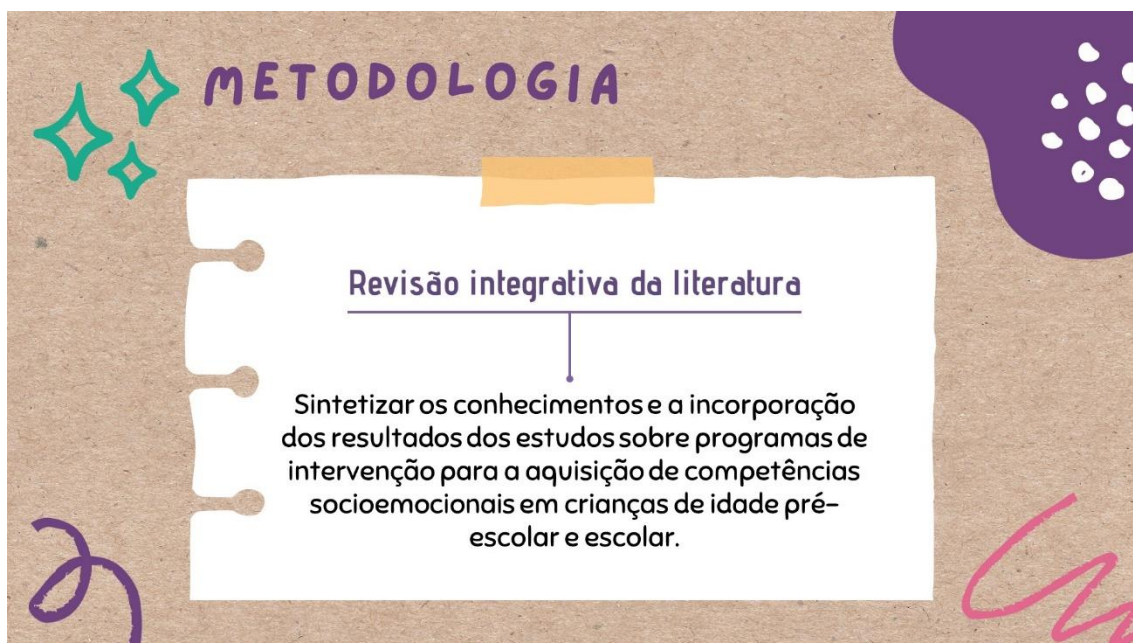 METODOLOGIA
Revisão integrativa da literatura
Sintetizar os conhecimentos e a incorporação
dos resultados dos estudos sobre programas de
intervenção para a aquisição de competências
socioemocionais em crianças de idade pré-
escolar e escolar.